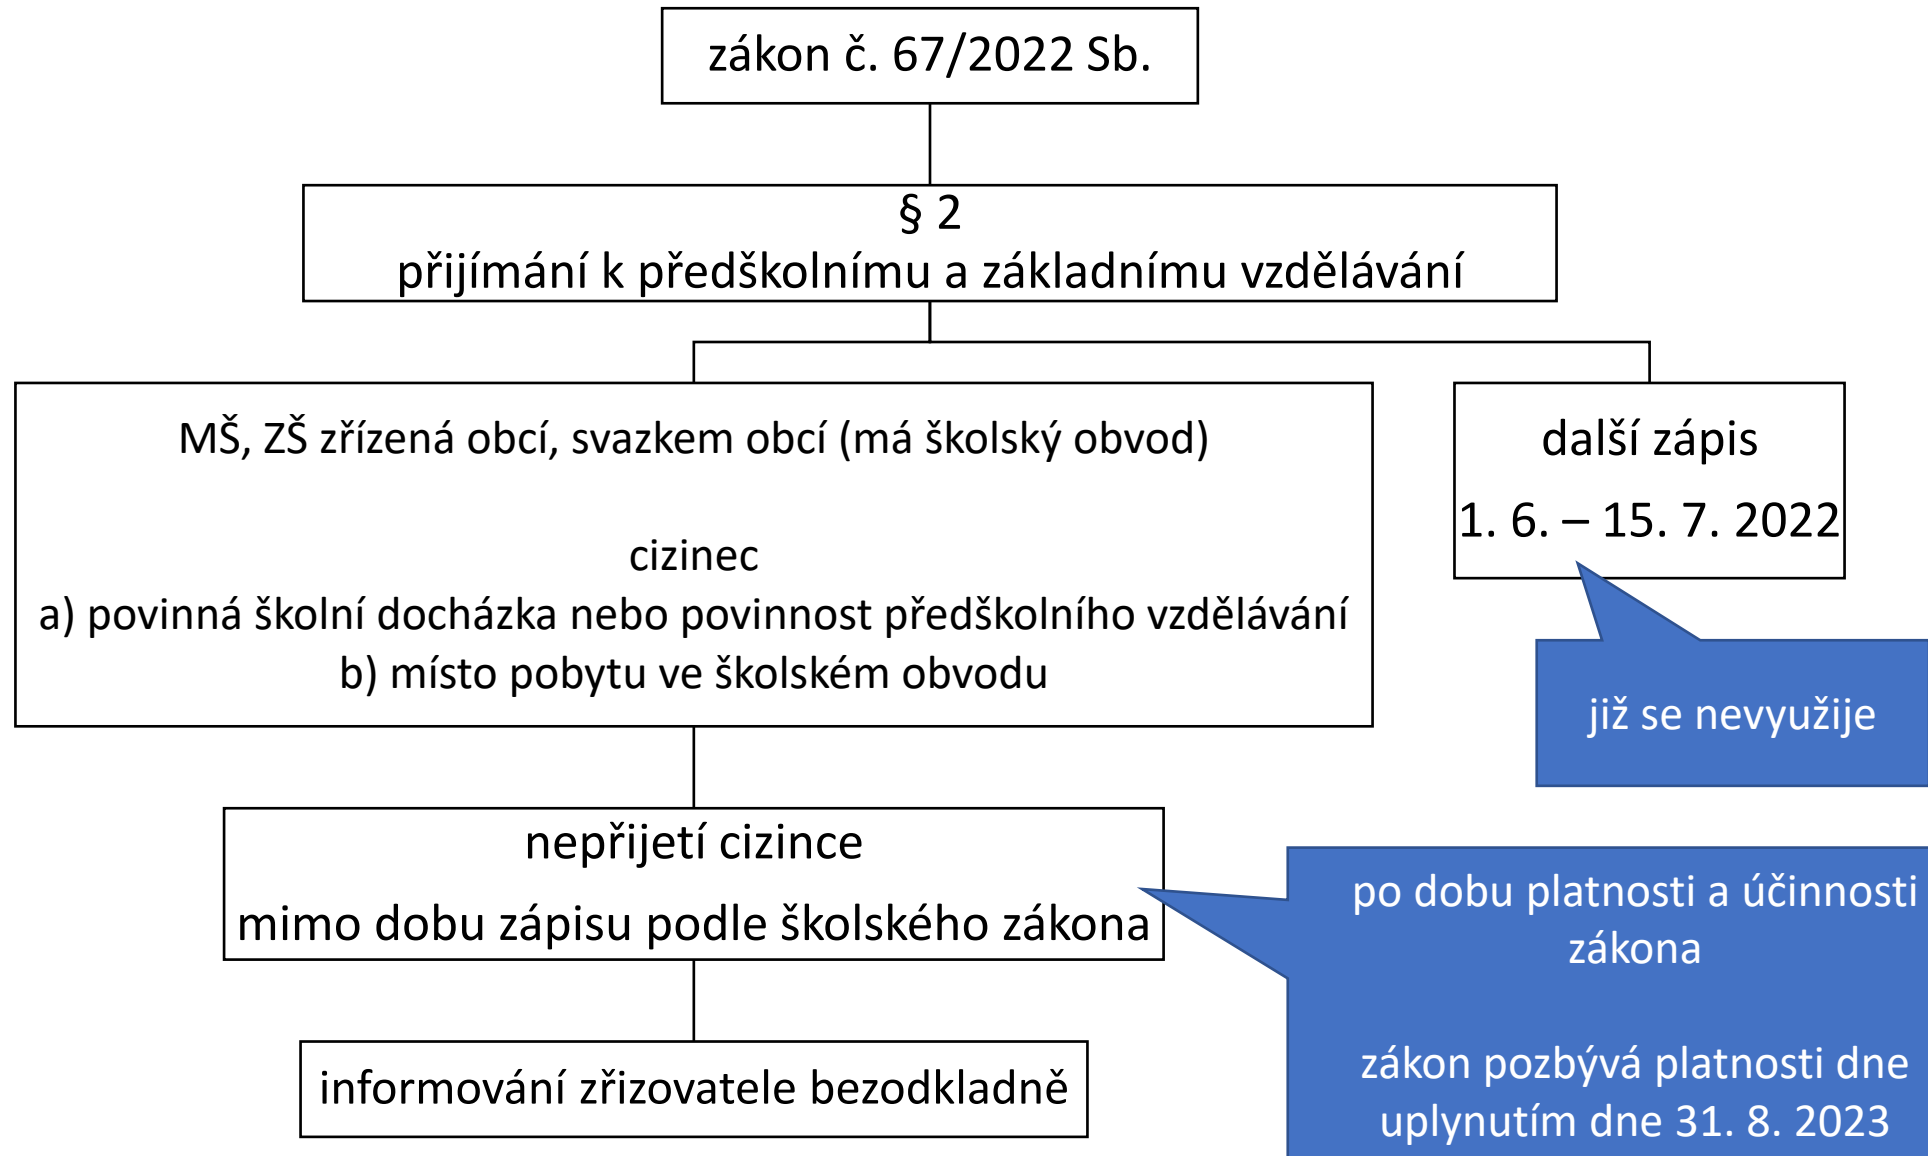 zákon č. 67/2022 Sb.
§ 2
přijímání k předškolnímu a základnímu vzdělávání
MŠ, ZŠ zřízená obcí, svazkem obcí (má školský obvod)
cizinec
a) povinná školní docházka nebo povinnost předškolního vzdělávání
b) místo pobytu ve školském obvodu
další zápis
1. 6. – 15. 7. 2022
již se nevyužije
nepřijetí cizince
mimo dobu zápisu podle školského zákona
po dobu platnosti a účinnosti
zákona
zákon pozbývá platnosti dne
uplynutím dne 31. 8. 2023
informování zřizovatele bezodkladně